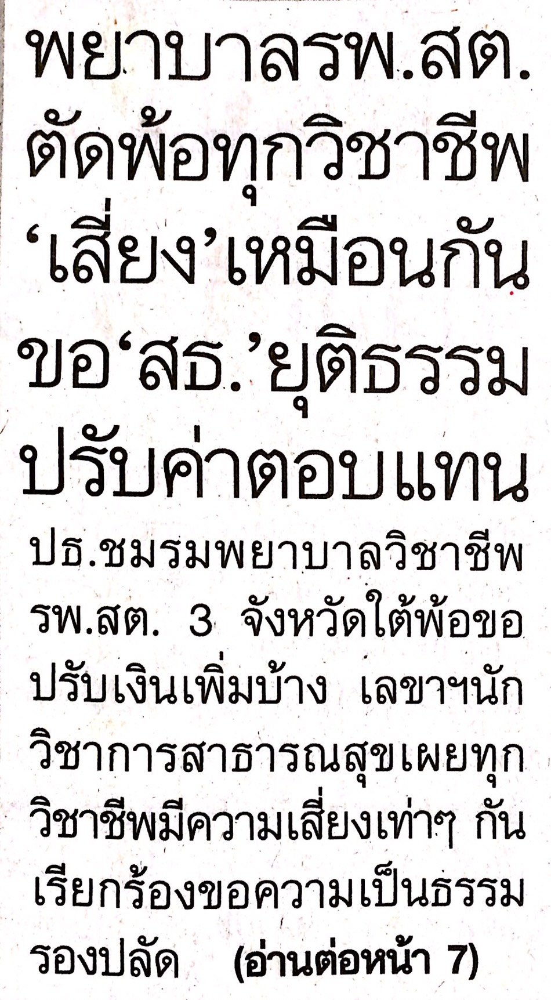 พยาบาลรพ.สต.
ตัดพ้อทุกวิชาชีพ
‘เสี่ยง’เหมือนกัน
ขอ‘สธ.’ยุติธรรม
ปรับค่าตอบแทน
ปธ.ชมรมพยาบาลวิชาชีพ
รพ.สต. 3 จังหวัดใต้พ้อขอ
ปรับเงินเพิ่มบ้าง เลขาฯนัก
วิชาการสาธารณสุขเผยทุก
วิชาชีพมีความเสี่ยงเท่าๆ กัน
เรียกร้องขอความเป็นธรรม
รองปลัด (อ่านต่อหน้า 7)